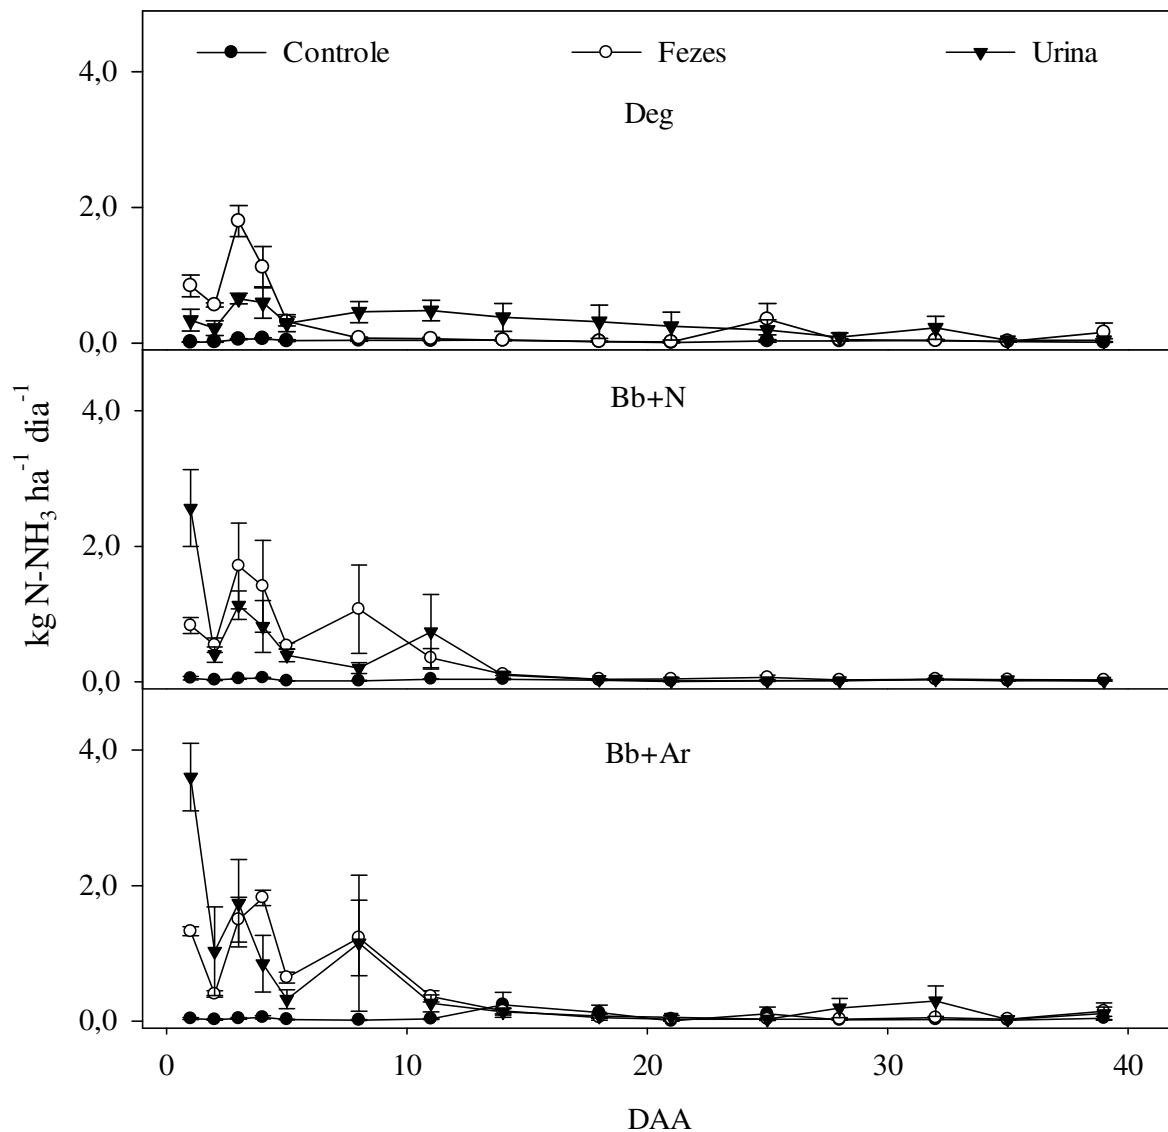 Controle Fezes Urina
4,0
Deg
2,0
0,0
Bb+N
4,0
2,0
0,0
Bb+Ar
4,0
2,0
0,0
kg N-NH₃ ha⁻¹ dia⁻¹
0 10 20 30 40
DAA